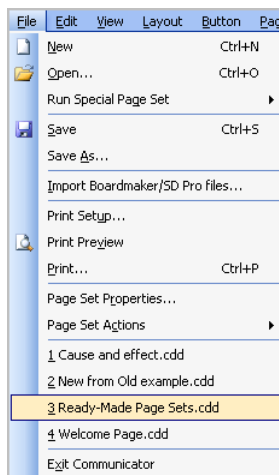 File Edit View Layout Button Pag
New Ctrl+N
Open... Ctrl+O
Run Special Page Set
Save Ctrl+S
Save As...
Import Boardmaker/SD Pro files...
Print Setup...
Print Preview
Print... Ctrl+P
Page Set Properties...
Page Set Actions
1 Cause and effect.cdd
2 New from Old example.cdd
3 Ready-Made Page Sets.cdd
4 Welcome Page.cdd
Exit Communicator